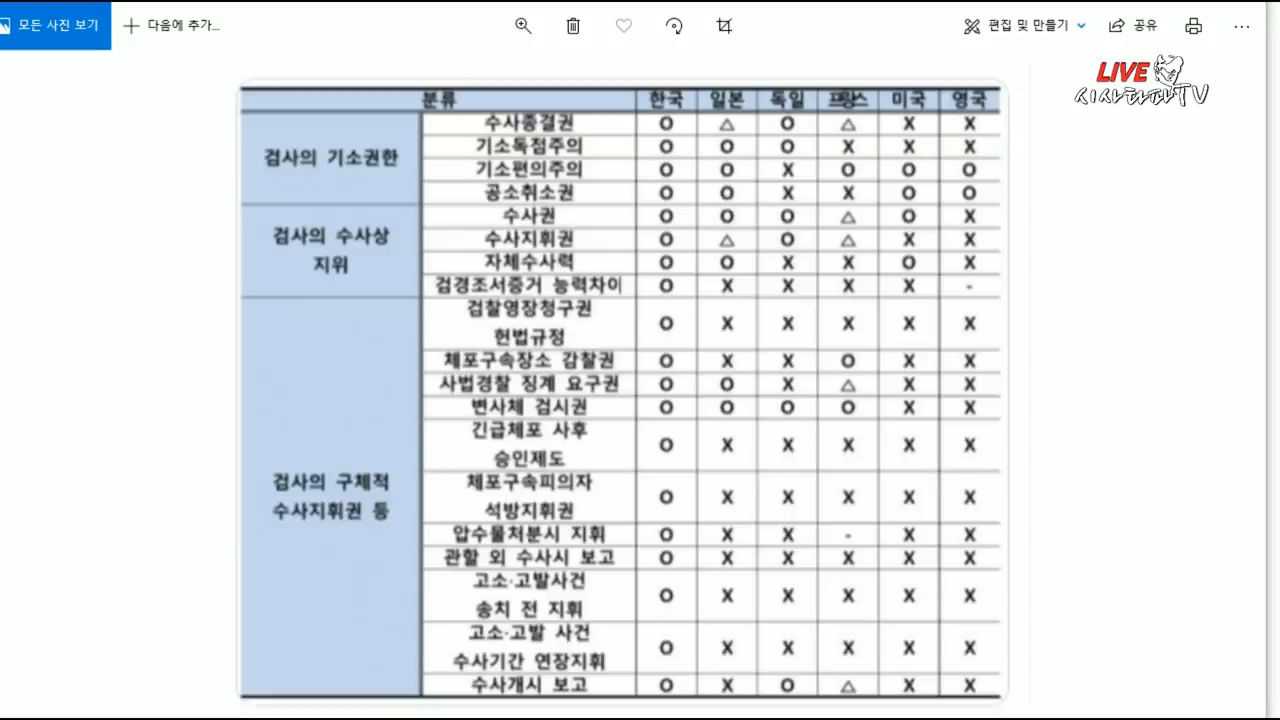 모든 사진 보기 다음에 추가... 편집 및 만들기 공유
LIVE
시사타파TV
분류 한국 일본 독일 프랑스 미국 영국
검사의 기소권한
수사종결권 O △ O △ X X
기소독점주의 O O O X X X
기소편의주의 O O X O O O
공소취소권 O O X X O O
검사의 수사상
지위
수사권 O O O △ O X
수사지휘권 O △ O △ X X
자체수사력 O O X X O X
검경조서증거 능력차이 O X X X X -
검사의 구체적
수사지휘권 등
검찰영장청구권
헌법규정 O X X X X X
체포구속장소 감찰권 O X X O X X
사법경찰 징계 요구권 O O X △ X X
변사체 검시권 O O O O X X
긴급체포 사후
승인제도 O X X X X X
체포구속피의자
석방지휘권 O X X X X X
압수물처분시 지휘 O X X - X X
관할 외 수사시 보고 O X X X X X
고소·고발사건
송치 전 지휘 O X X X X X
고소·고발 사건
수사기간 연장지휘 O X X X X X
수사개시 보고 O X O △ X X